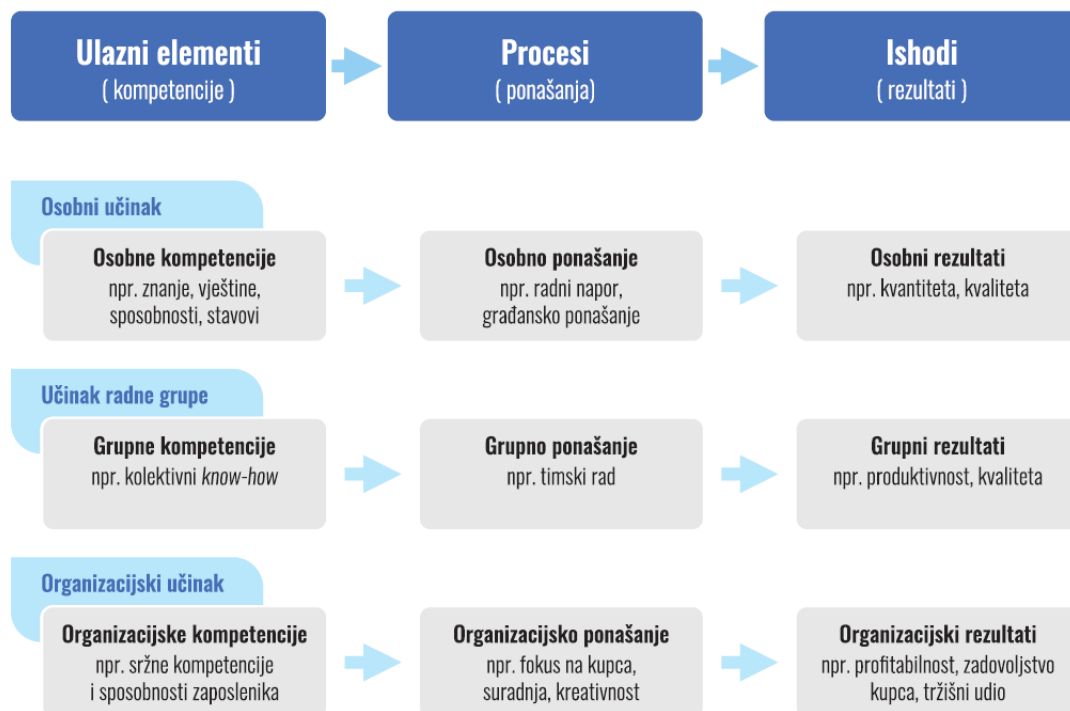 Ulazni elementi
( kompetencije )
Procesi
( ponašanja)
Ishodi
( rezultati )
Osobni učinak
Osobne kompetencije
npr. znanje, vještine,
sposobnosti, stavovi
Osobno ponašanje
npr. radni napor,
građansko ponašanje
Osobni rezultati
npr. kvantiteta, kvaliteta
Učinak radne grupe
Grupne kompetencije
npr. kolektivni know-how
Grupno ponašanje
npr. timski rad
Grupni rezultati
npr. produktivnost, kvaliteta
Organizacijski učinak
Organizacijske kompetencije
npr. sržne kompetencije
i sposobnosti zaposlenika
Organizacijsko ponašanje
npr. fokus na kupca,
suradnja, kreativnost
Organizacijski rezultati
npr. profitabilnost, zadovoljstvo
kupca, tržišni udio